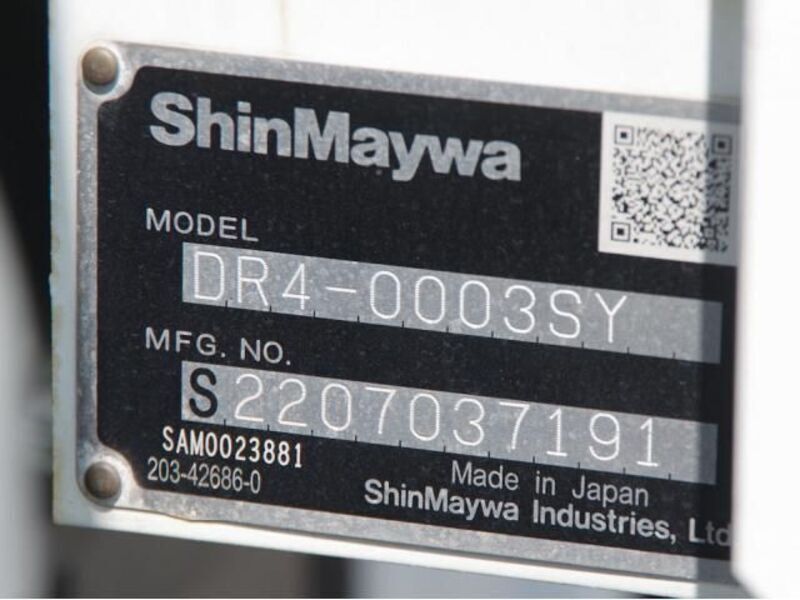 ShinMaywa
MODEL
DR4-0003SY
MFG. NO.
S2207037191
SAM0023881
203-42686-0
Made in Japan
ShinMaywa Industries, Ltd